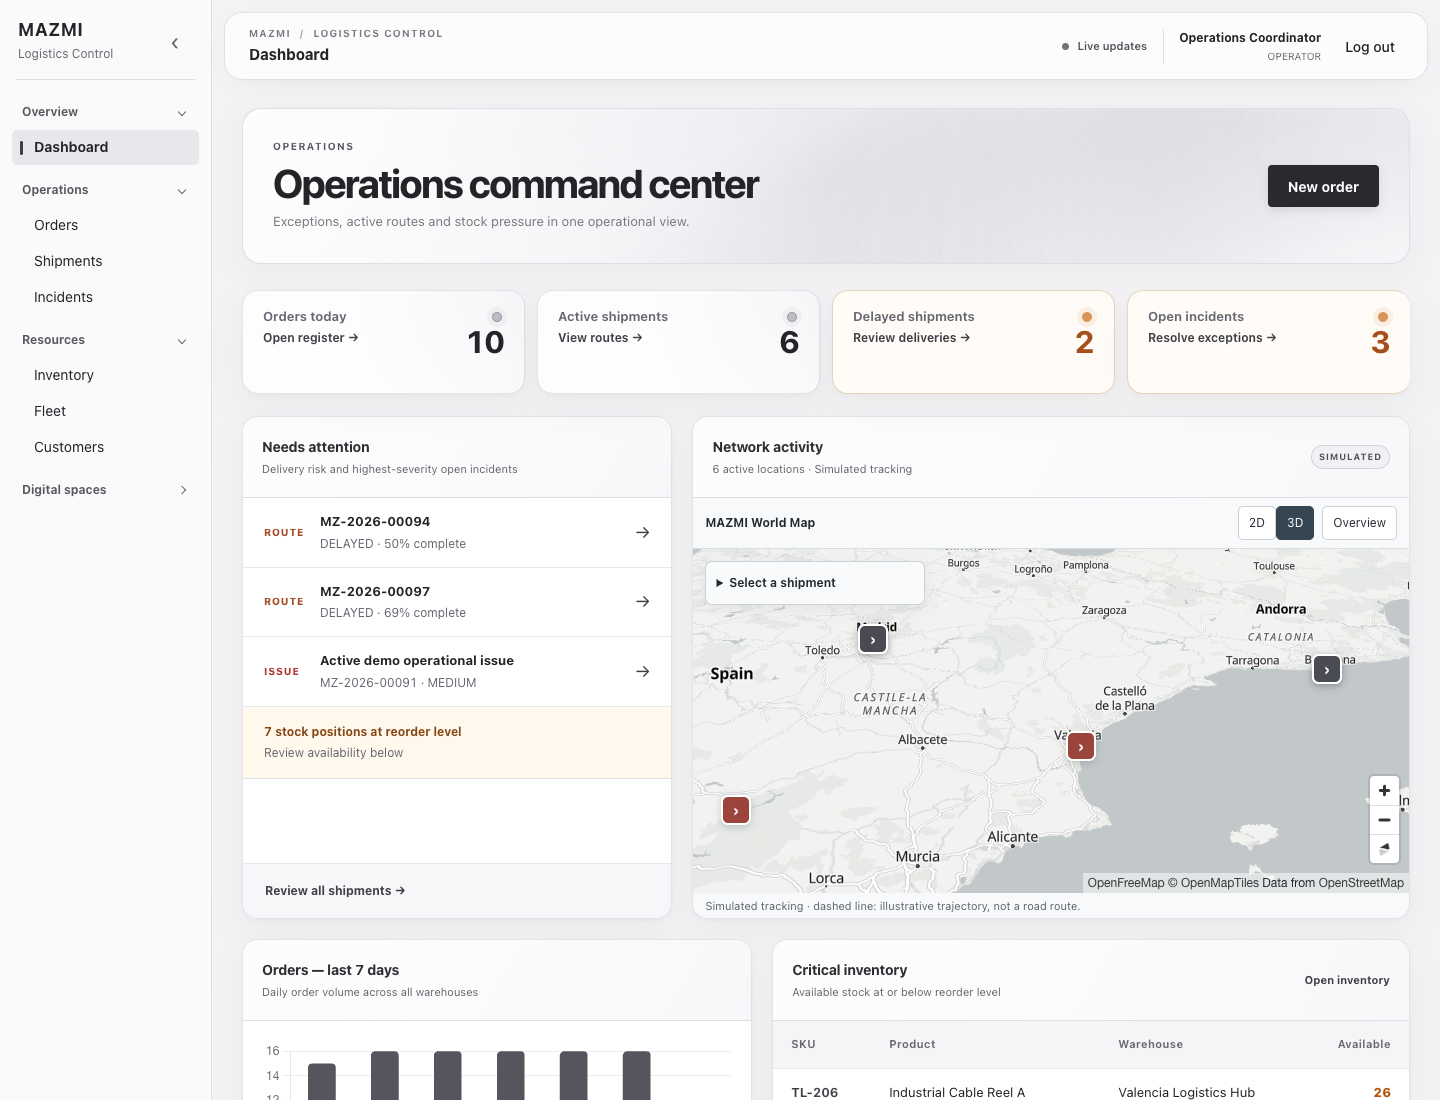 MAZMI
Logistics Control
Overview
Dashboard
Operations
Orders
Shipments
Incidents
Resources
Inventory
Fleet
Customers
Digital spaces
MAZMI / LOGISTICS CONTROL
Dashboard
Live updates
Operations Coordinator
OPERATOR
Log out
OPERATIONS
Operations command center
Exceptions, active routes and stock pressure in one operational view.
New order
Orders today
Open register →
10
Active shipments
View routes →
6
Delayed shipments
Review deliveries →
2
Open incidents
Resolve exceptions →
3
Needs attention
Delivery risk and highest-severity open incidents
ROUTE
MZ-2026-00094
DELAYED · 50% complete
ROUTE
MZ-2026-00097
DELAYED · 69% complete
ISSUE
Active demo operational issue
MZ-2026-00091 · MEDIUM
7 stock positions at reorder level
Review availability below
Review all shipments →
Network activity
6 active locations · Simulated tracking
SIMULATED
MAZMI World Map
2D
3D
Overview
Select a shipment
Burgos
Logroño
Pamplona
Toulouse
Zaragoza
Andorra
CATALONIA
Toledo
Tarragona
Spain
CASTILE-LA
MANCHA
Castelló
de la Plana
Albacete
Alicante
Murcia
Lorca
OpenFreeMap © OpenMapTiles Data from OpenStreetMap
Simulated tracking · dashed line: illustrative trajectory, not a road route.
Orders — last 7 days
Daily order volume across all warehouses
16
14
12
Critical inventory
Available stock at or below reorder level
Open inventory
SKU Product Warehouse Available
TL-206 Industrial Cable Reel A Valencia Logistics Hub 26